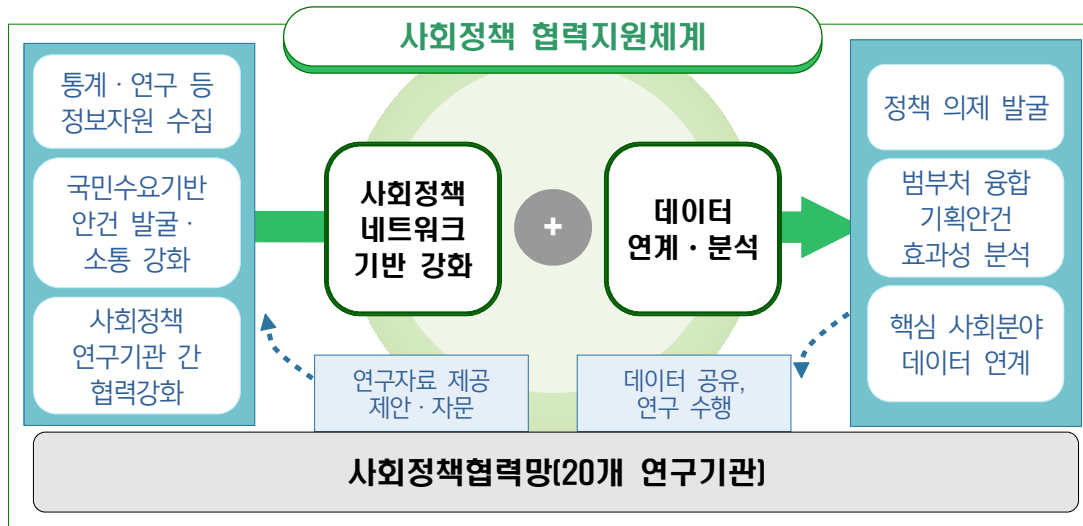 사회정책 협력지원체계
통계 · 연구 등
정보자원 수집
국민수요기반
안건 발굴 ·
소통 강화
사회정책
연구기관 간
협력강화
사회정책
네트워크
기반 강화
+
데이터
연계 · 분석
정책 의제 발굴
범부처 융합
기획안건
효과성 분석
핵심 사회분야
데이터 연계
연구자료 제공
제안 · 자문
데이터 공유,
연구 수행
사회정책협력망(20개 연구기관)